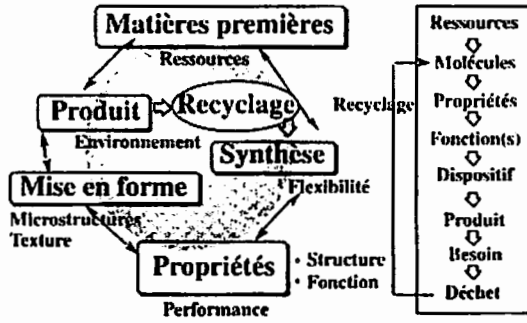 Matières premières
Ressources
Produit
Recyclage
Environnement
Synthèse
Flexibilité
Mise en forme
Microstructures
Texture
Propriétés
• Structure
• Fonction
Performance
Ressources
Molécules
Recyclage
Propriétés
Fonction(s)
Dispositif
Produit
Besoin
Déchet